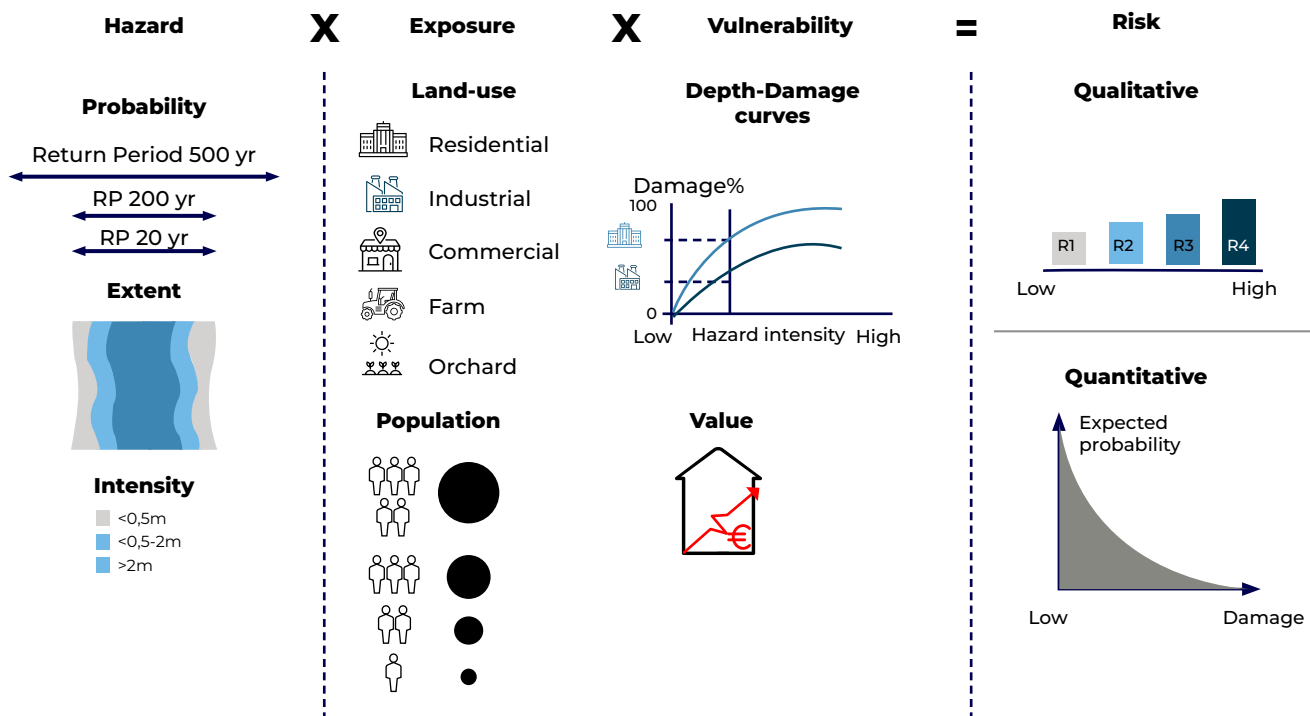 Hazard
X
Exposure
X
Vulnerability
=
Risk
Probability
Return Period 500 yr
RP 200 yr
RP 20 yr
Extent
Intensity
<0,5m
<0,5-2m
>2m
Land-use
Residential
Industrial
Commercial
Farm
Orchard
Population
Depth-Damage
curves
Damage%
100
0
Low
Hazard intensity
High
Value
€
Qualitative
R1
R2
R3
R4
Low
High
Quantitative
Expected
probability
Low
Damage